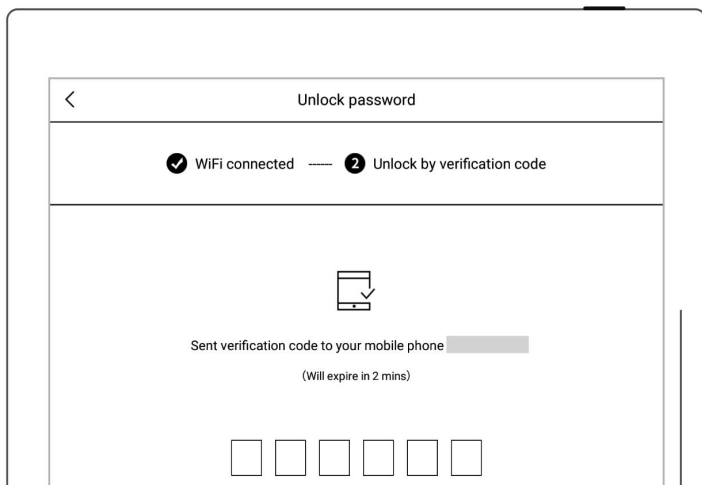 Unlock password
WiFi connected ------ 2 Unlock by verification code
Sent verification code to your mobile phone
(Will expire in 2 mins)